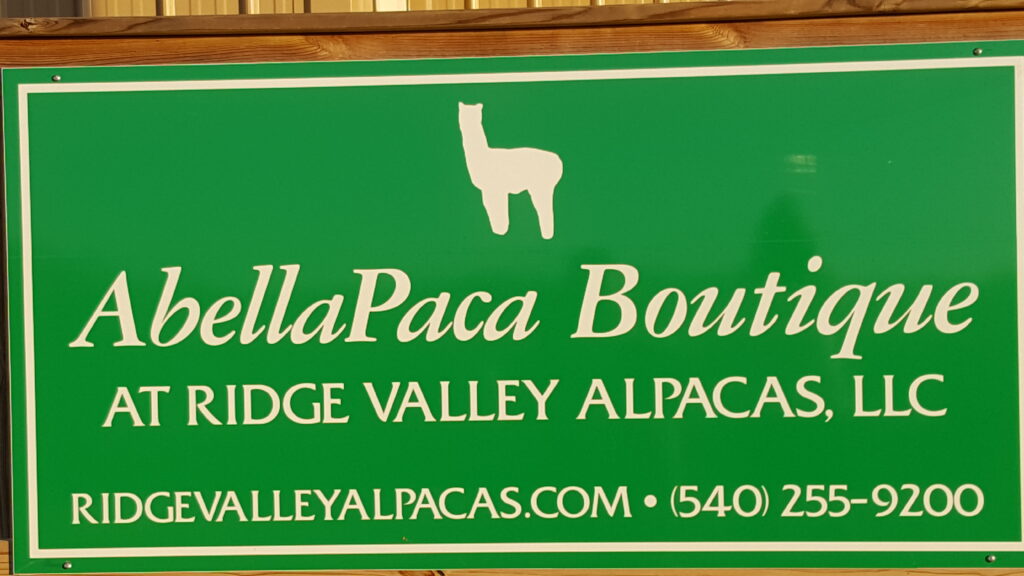 AbellaPaca Boutique
AT RIDGE VALLEY ALPACAS, LLC
RIDGEVALLEYALPACAS.COM • (540) 255-9200